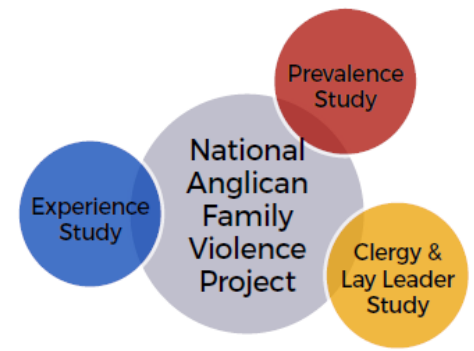 Prevalence
Study
National
Anglican
Family
Violence
Project
Experience
Study
Clergy &
Lay Leader
Study